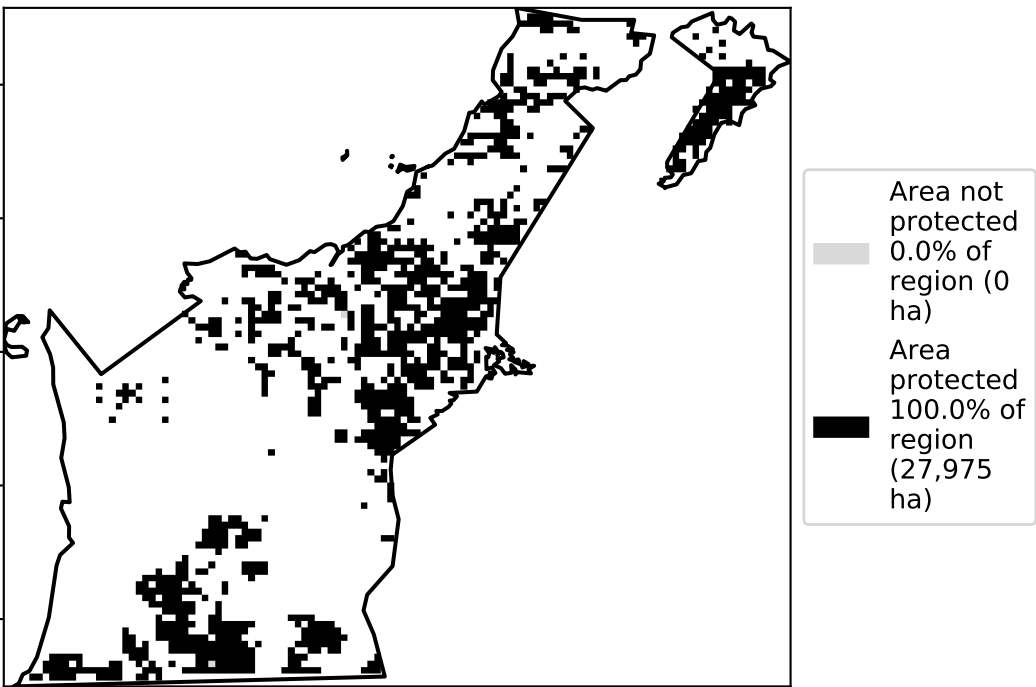 Area not
protected
0.0% of
region (0
ha)
Area
protected
100.0% of
region
(27,975
ha)